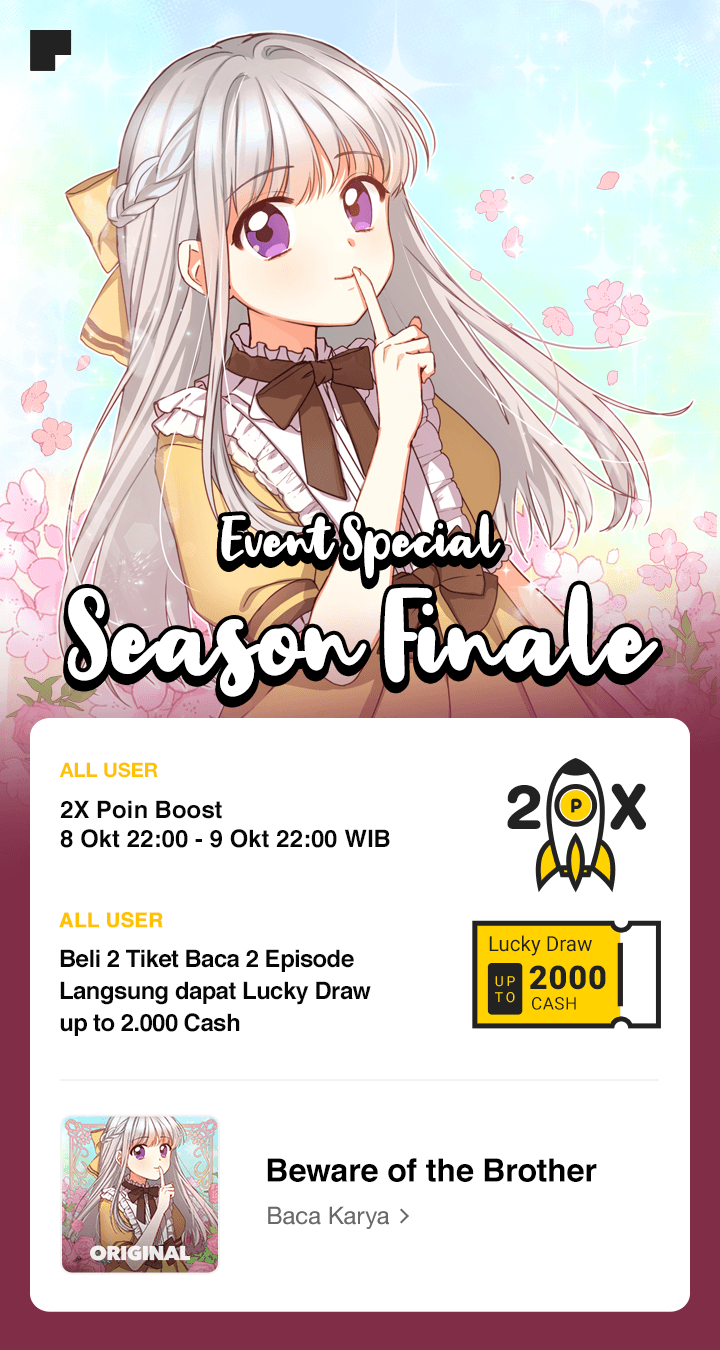 Event Special
Season Finale
ALL USER
2X Poin Boost
8 Okt 22:00 - 9 Okt 22:00 WIB
2 P X
ALL USER
Beli 2 Tiket Baca 2 Episode
Langsung dapat Lucky Draw
up to 2.000 Cash
Lucky Draw
UP TO 2000
CASH
ORIGINAL
Beware of the Brother
Baca Karya >